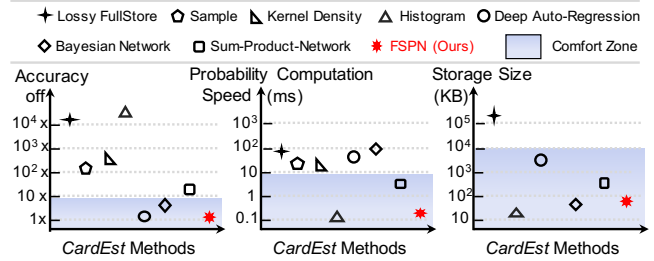 Lossy FullStore Sample Kernel Density Histogram Deep Auto-Regression
Bayesian Network Sum-Product-Network FSPN (Ours) Comfort Zone
Accuracy off
10⁴ x
10³ x
10² x
10 x
1x
CardEst Methods
Probability Computation
Speed (ms)
10³
10²
10
1.0
0.1
CardEst Methods
Storage Size
(KB)
10⁵
10⁴
10³
10²
10
CardEst Methods